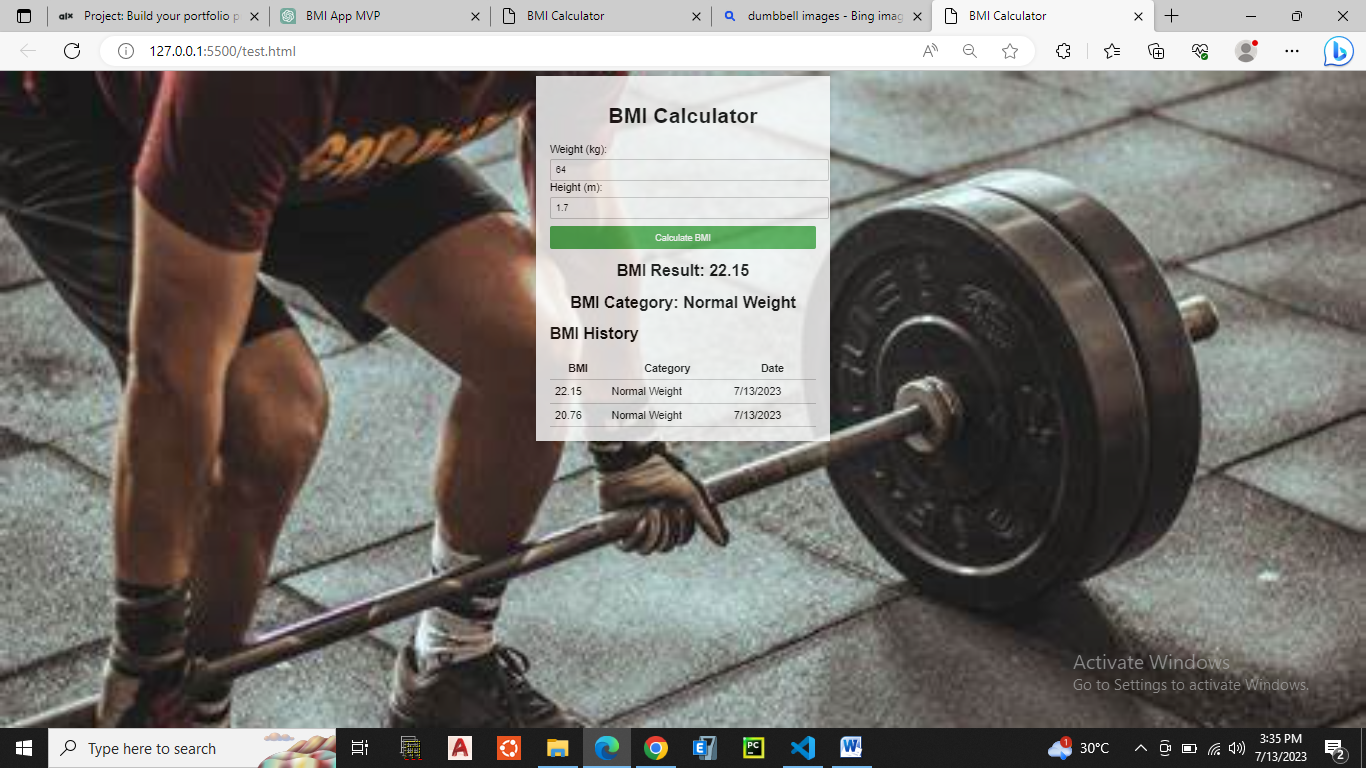 alx Project: Build your portfolio p
BMI App MVP
BMI Calculator
dumbbell images - Bing imag
BMI Calculator
127.0.0.1:5500/test.html
BMI Calculator
Weight (kg):
64
Height (m):
1.7
Calculate BMI
BMI Result: 22.15
BMI Category: Normal Weight
BMI History
BMI Category Date
22.15 Normal Weight 7/13/2023
20.76 Normal Weight 7/13/2023
Activate Windows
Go to Settings to activate Windows.
Type here to search
1 30°C
3:35 PM
7/13/2023
2